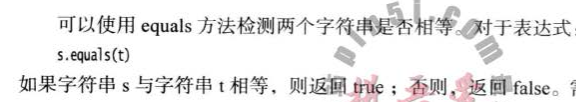 可以使用 equals 方法检测两个字符串是否相等。对于表达式：
s.equals(t)
如果字符串 s 与字符串 t 相等，则返回 true ；否则，返回 false。